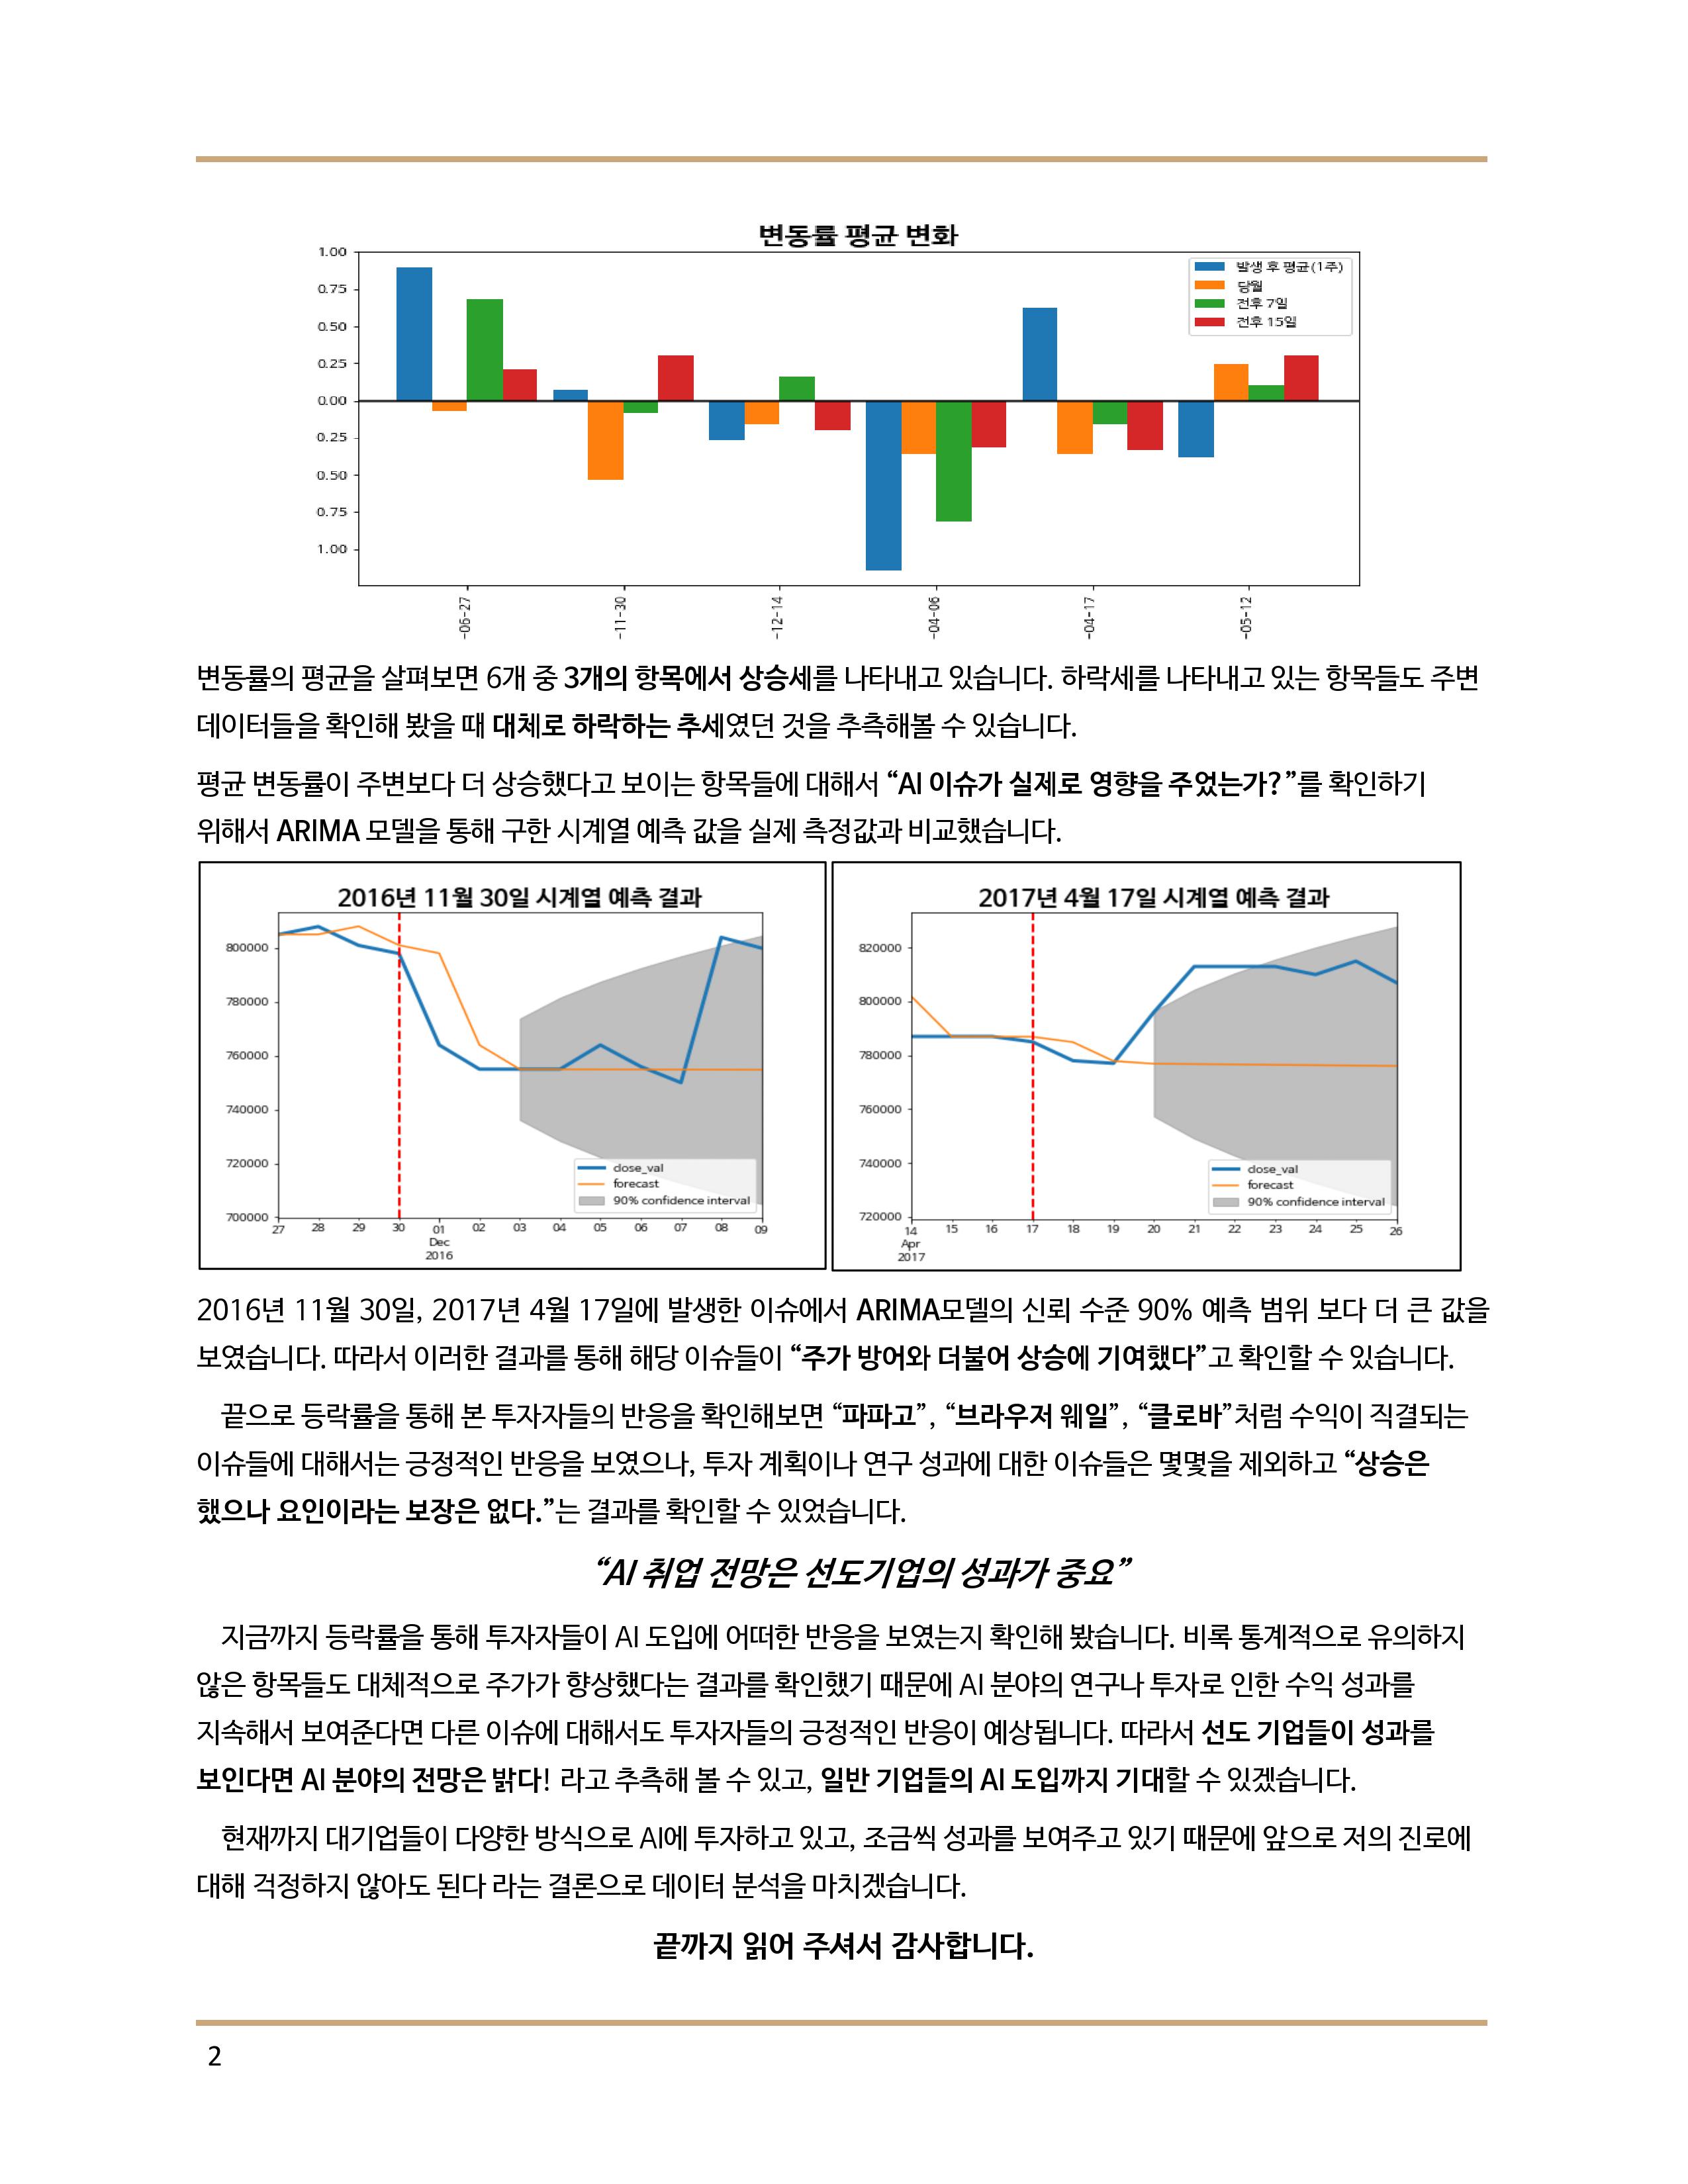 변동률 평균 변화
1.00
0.75
0.50
0.25
0.00
0.25
0.50
0.75
1.00
발생 후 평균(1주)
당월
전후 7일
전후 15일
-06-27
-11-30
-12-14
-04-06
-04-17
-05-12
변동률의 평균을 살펴보면 6개 중 3개의 항목에서 상승세를 나타내고 있습니다. 하락세를 나타내고 있는 항목들도 주변
데이터들을 확인해 봤을 때 대체로 하락하는 추세였던 것을 추측해볼 수 있습니다.
평균 변동률이 주변보다 더 상승했다고 보이는 항목들에 대해서 “AI 이슈가 실제로 영향을 주었는가?”를 확인하기
위해서 ARIMA 모델을 통해 구한 시계열 예측 값을 실제 측정값과 비교했습니다.
2016년 11월 30일 시계열 예측 결과
800000
780000
760000
740000
720000
700000
close_val
forecast
90% confidence interval
27 28 29 30 01 02 03 04 05 06 07 08 09
Dec
2016
2017년 4월 17일 시계열 예측 결과
820000
800000
780000
760000
740000
720000
close_val
forecast
90% confidence interval
14 15 16 17 18 19 20 21 22 23 24 25 26
Apr
2017
2016년 11월 30일, 2017년 4월 17일에 발생한 이슈에서 ARIMA모델의 신뢰 수준 90% 예측 범위 보다 더 큰 값을
보였습니다. 따라서 이러한 결과를 통해 해당 이슈들이 “주가 방어와 더불어 상승에 기여했다”고 확인할 수 있습니다.
끝으로 등락률을 통해 본 투자자들의 반응을 확인해보면 “파파고”, “브라우저 웨일”, “클로바”처럼 수익이 직결되는
이슈들에 대해서는 긍정적인 반응을 보였으나, 투자 계획이나 연구 성과에 대한 이슈들은 몇몇을 제외하고 “상승은
했으나 요인이라는 보장은 없다.”는 결과를 확인할 수 있었습니다.
“AI 취업 전망은 선도기업의 성과가 중요”
지금까지 등락률을 통해 투자자들이 AI 도입에 어떠한 반응을 보였는지 확인해 봤습니다. 비록 통계적으로 유의하지
않은 항목들도 대체적으로 주가가 향상했다는 결과를 확인했기 때문에 AI 분야의 연구나 투자로 인한 수익 성과를
지속해서 보여준다면 다른 이슈에 대해서도 투자자들의 긍정적인 반응이 예상됩니다. 따라서 선도 기업들이 성과를
보인다면 AI 분야의 전망은 밝다! 라고 추측해 볼 수 있고, 일반 기업들의 AI 도입까지 기대할 수 있겠습니다.
현재까지 대기업들이 다양한 방식으로 AI에 투자하고 있고, 조금씩 성과를 보여주고 있기 때문에 앞으로 저의 진로에
대해 걱정하지 않아도 된다 라는 결론으로 데이터 분석을 마치겠습니다.
끝까지 읽어 주셔서 감사합니다.
2